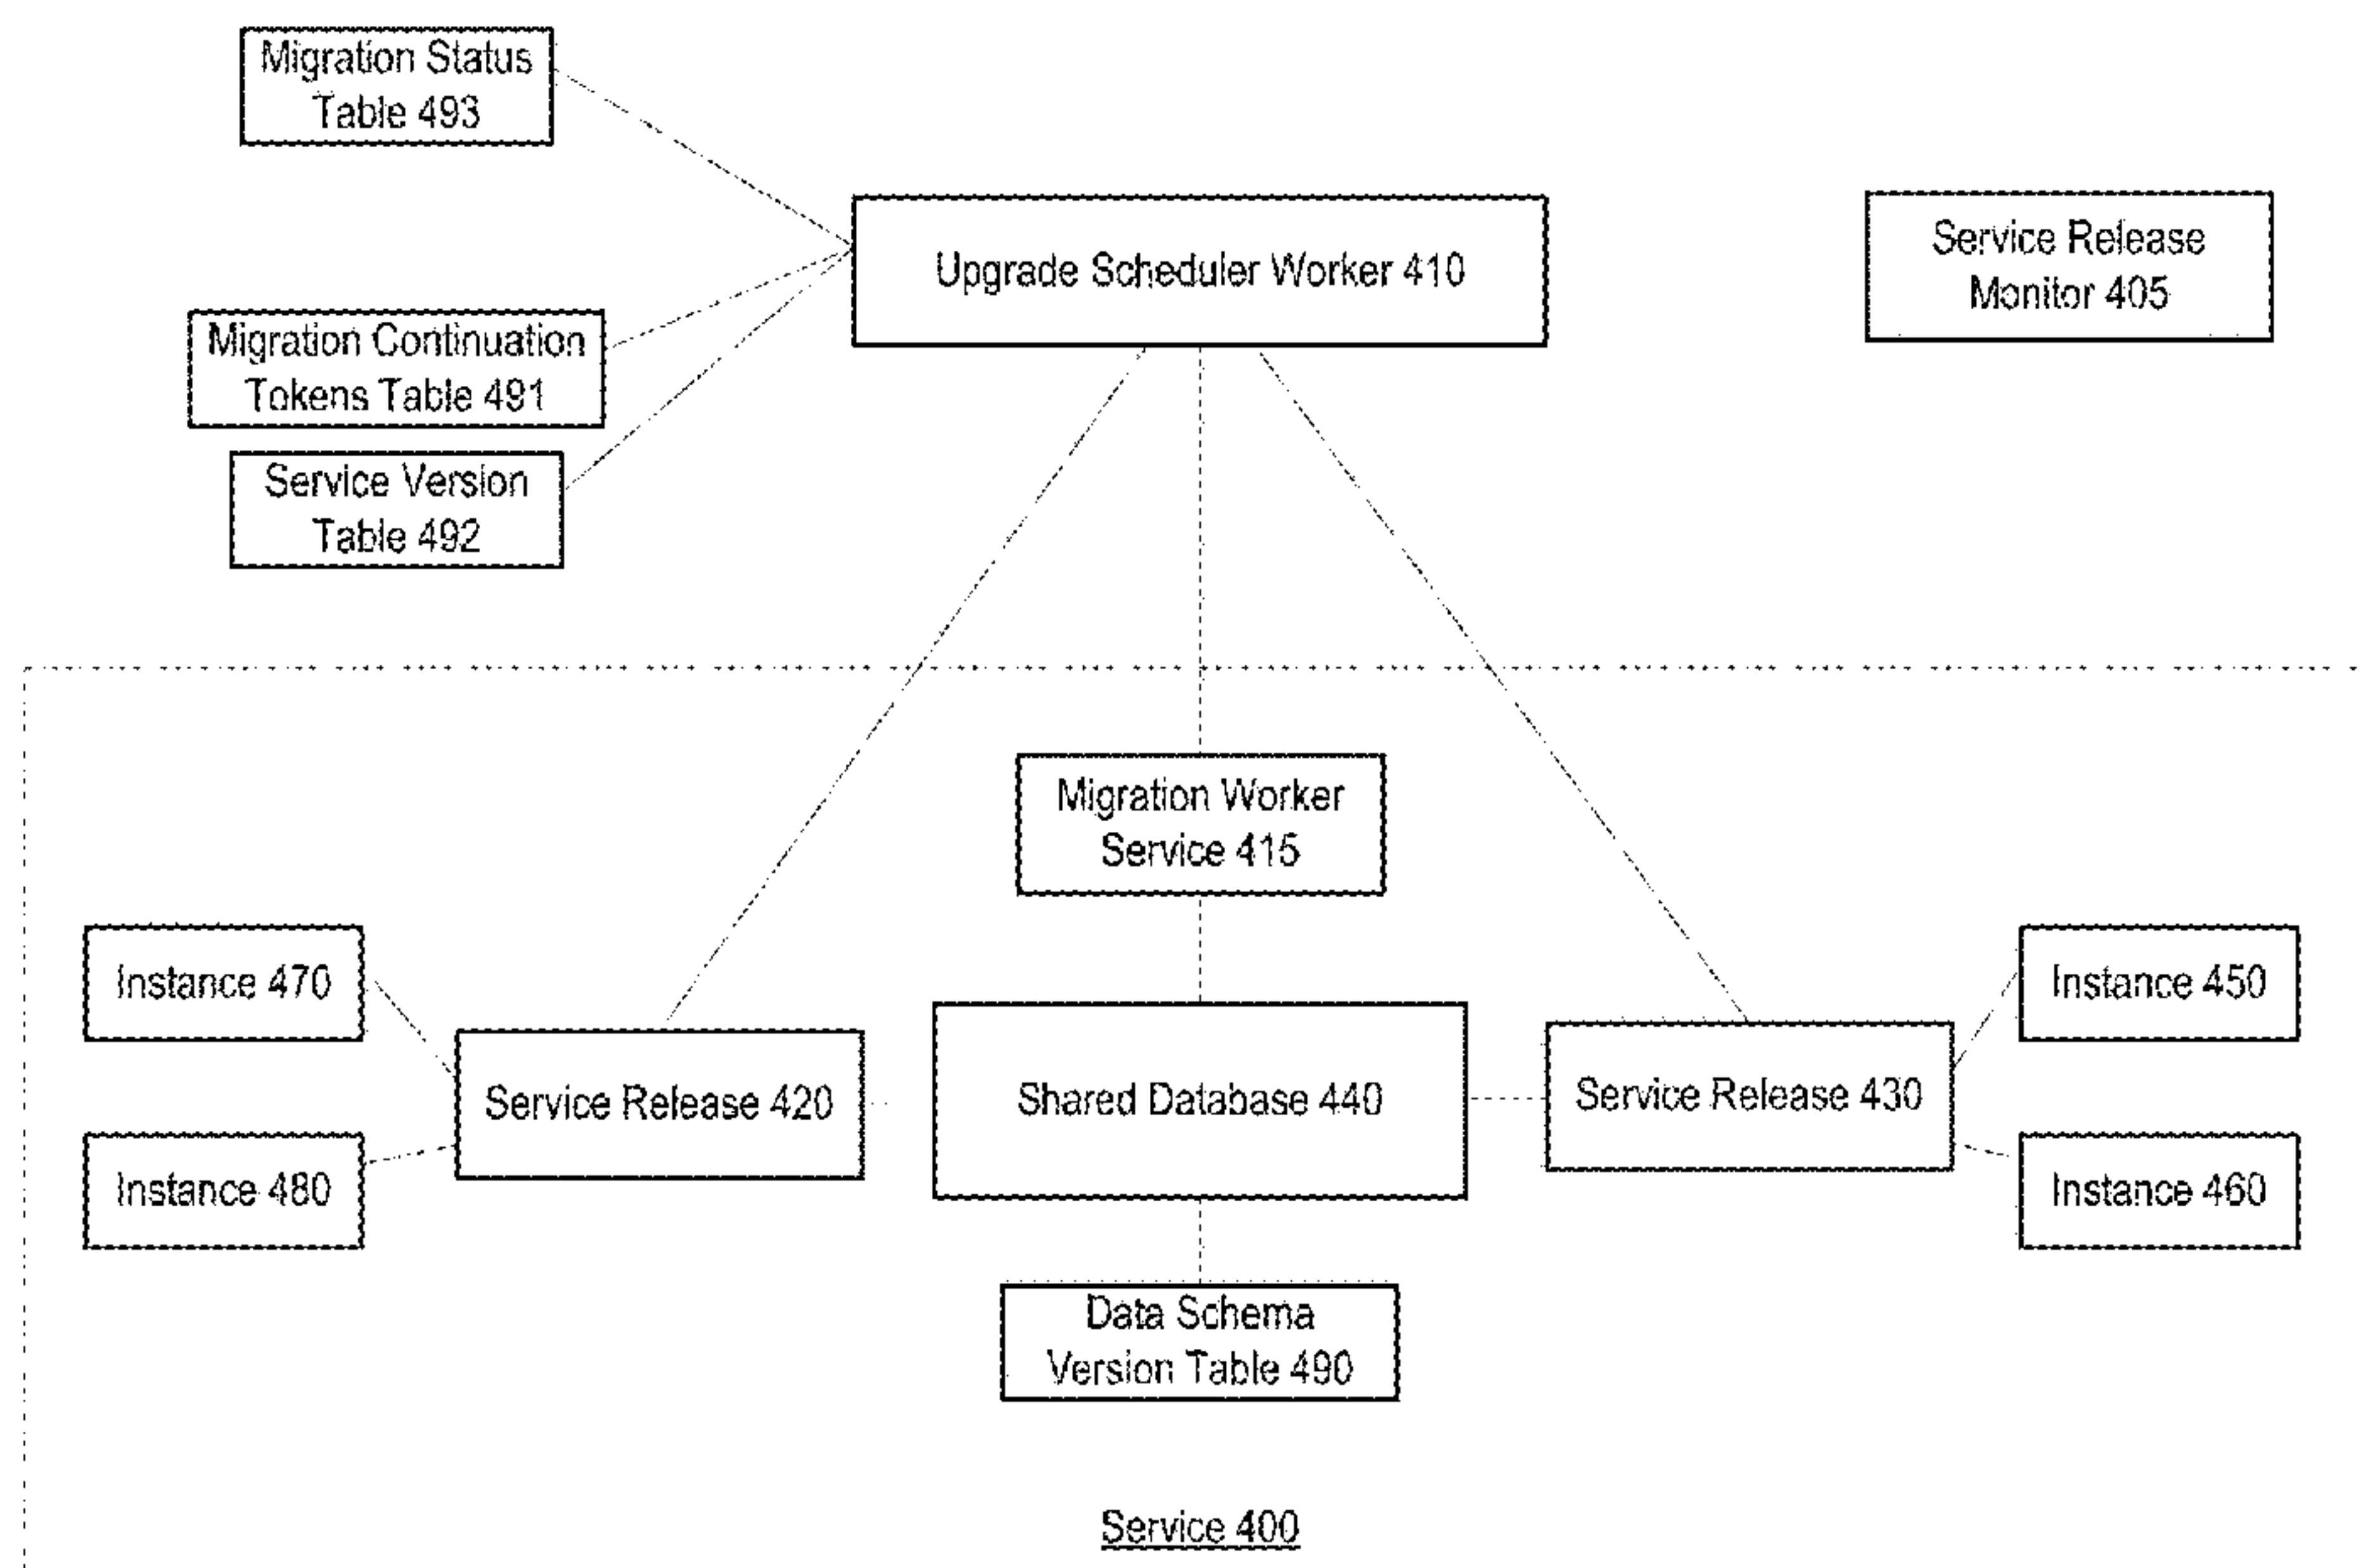 Migration Status
Table 493
Upgrade Scheduler Worker 410
Service Release
Monitor 405
Migration Continuation
Tokens Table 491
Service Version
Table 492
Migration Worker
Service 415
Instance 470
Instance 450
Service Release 420
Shared Database 440
Service Release 430
Instance 480
Instance 460
Data Schema
Version Table 490
Service 400